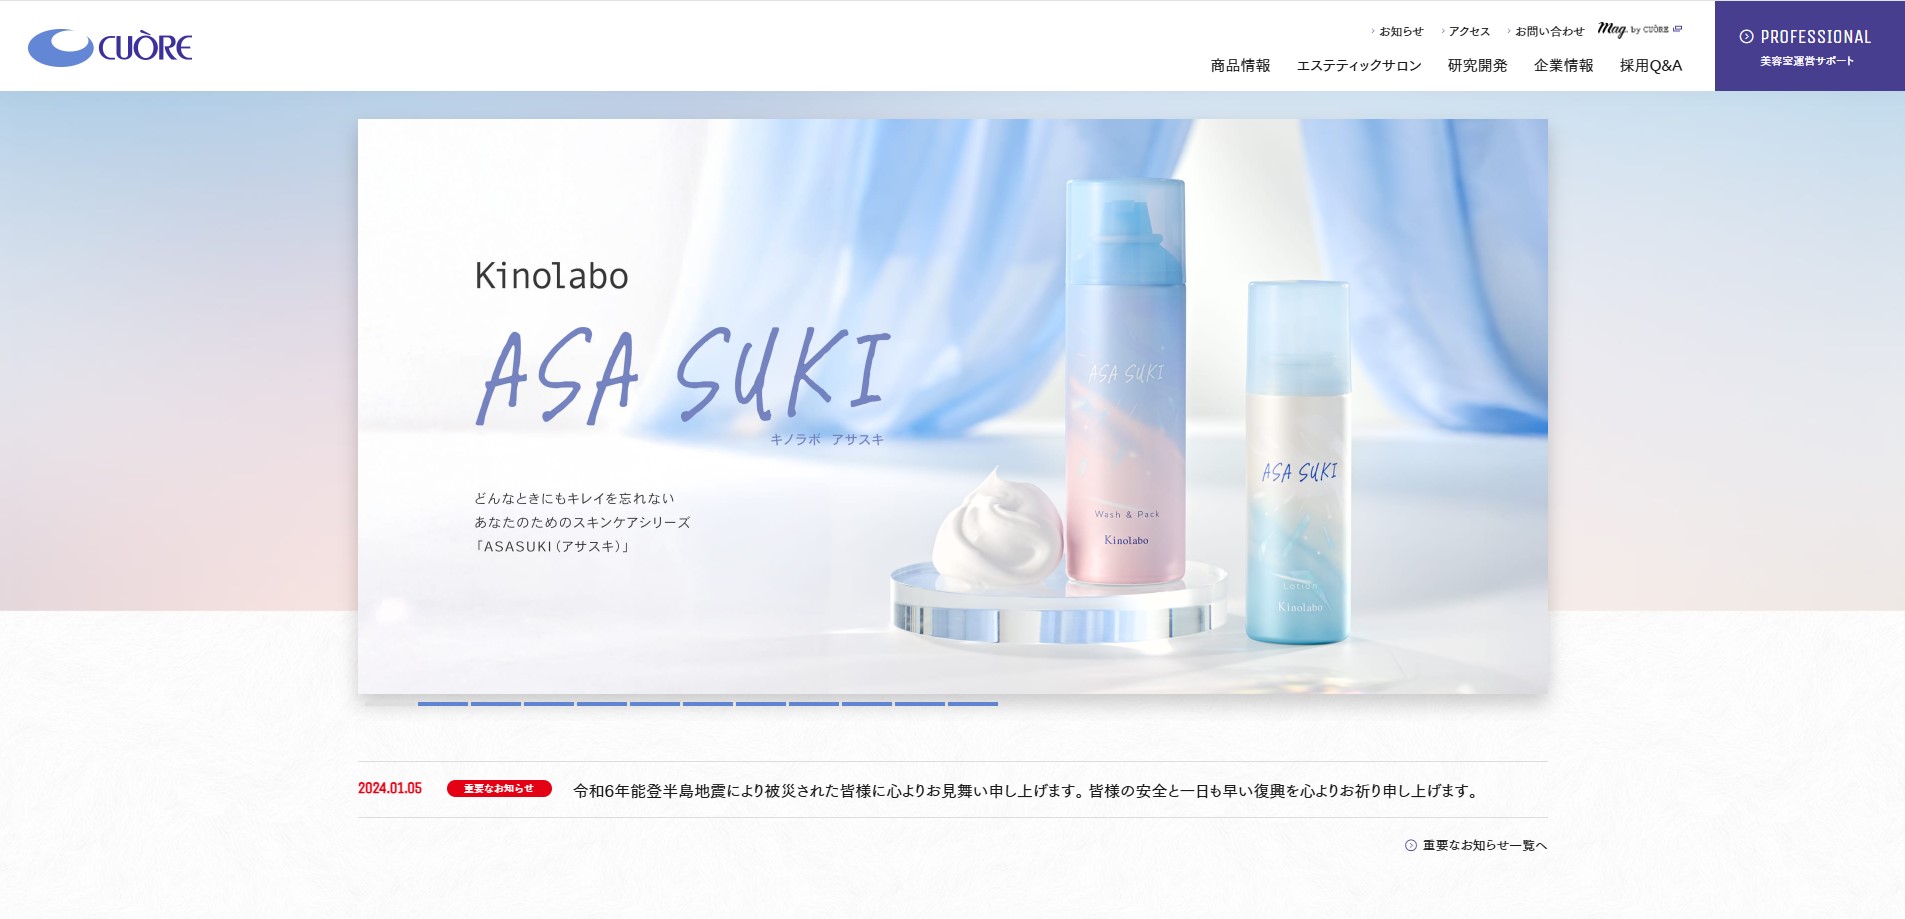 CUÒRE
お知らせ
アクセス
お問い合わせ
Mag. by CUÒRE
商品情報
エステティックサロン
研究開発
企業情報
採用Q&A
PROFESSIONAL
美容室運営サポート
Kinolabo
ASA SUKI
キノラボ アサスキ
どんなときにもキレイを忘れない
あなたのためのスキンケアシリーズ
「ASASUKI（アサスキ）」
ASA SUKI
Wash & Pack
Kinolabo
ASA SUKI
Lotion
Kinolabo
2024.01.05 重要なお知らせ 令和6年能登半島地震により被災された皆様に心よりお見舞い申し上げます。皆様の安全と一日も早い復興を心よりお祈り申し上げます。
重要なお知らせ一覧へ